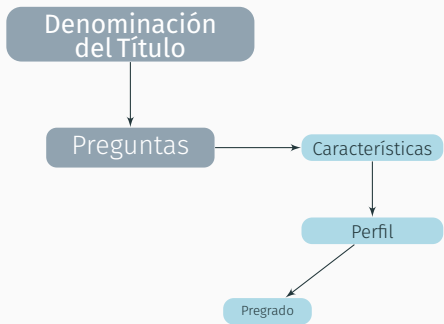 Denominación
del Título
Preguntas
Características
Perfil
Pregrado